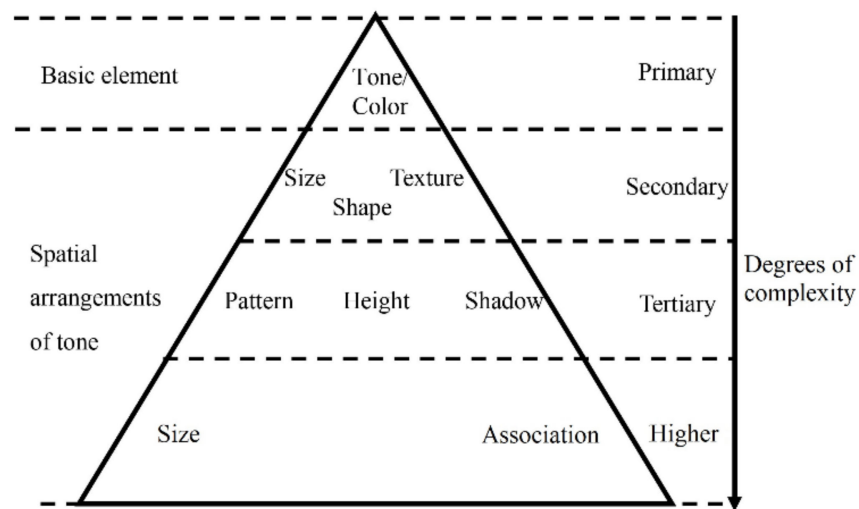 Basic element
Tone/
Color
Primary
Size
Texture
Shape
Secondary
Spatial
arrangements
of tone
Pattern
Height
Shadow
Tertiary
Degrees of
complexity
Size
Association
Higher